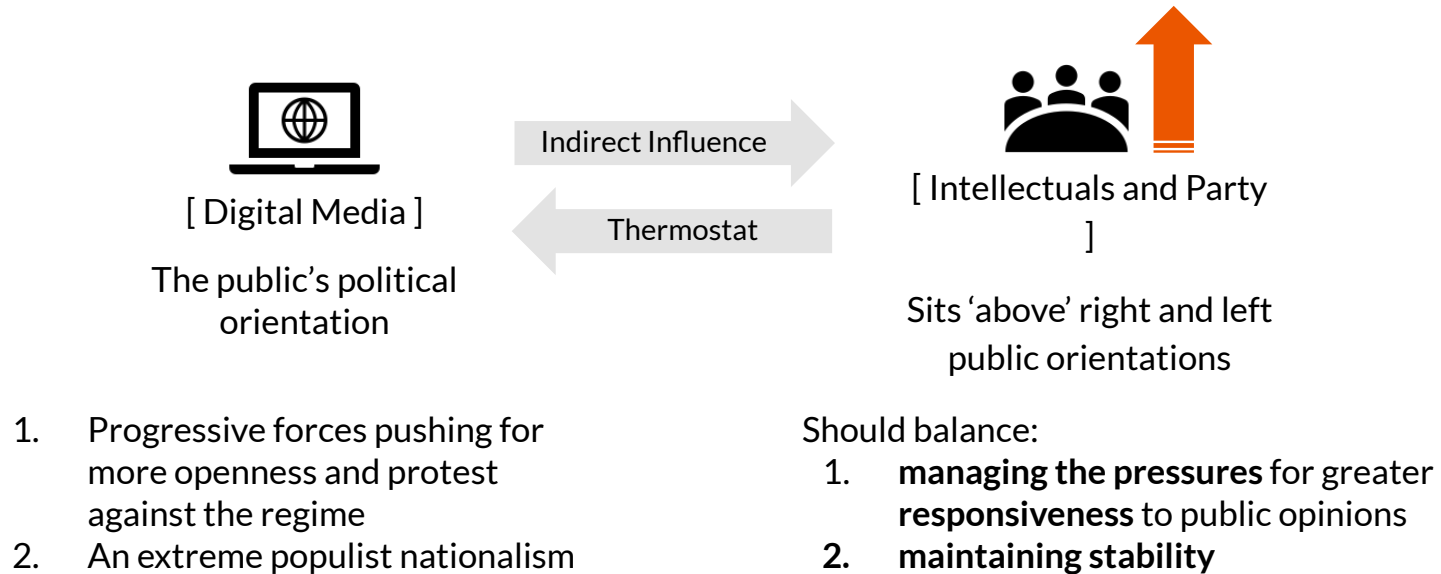 [ Digital Media ]
The public’s political
orientation
1. Progressive forces pushing for
more openness and protest
against the regime
2. An extreme populist nationalism
Indirect Influence
Thermostat
[ Intellectuals and Party
]
Sits ‘above’ right and left
public orientations
Should balance:
1. managing the pressures for greater
responsiveness to public opinions
2. maintaining stability